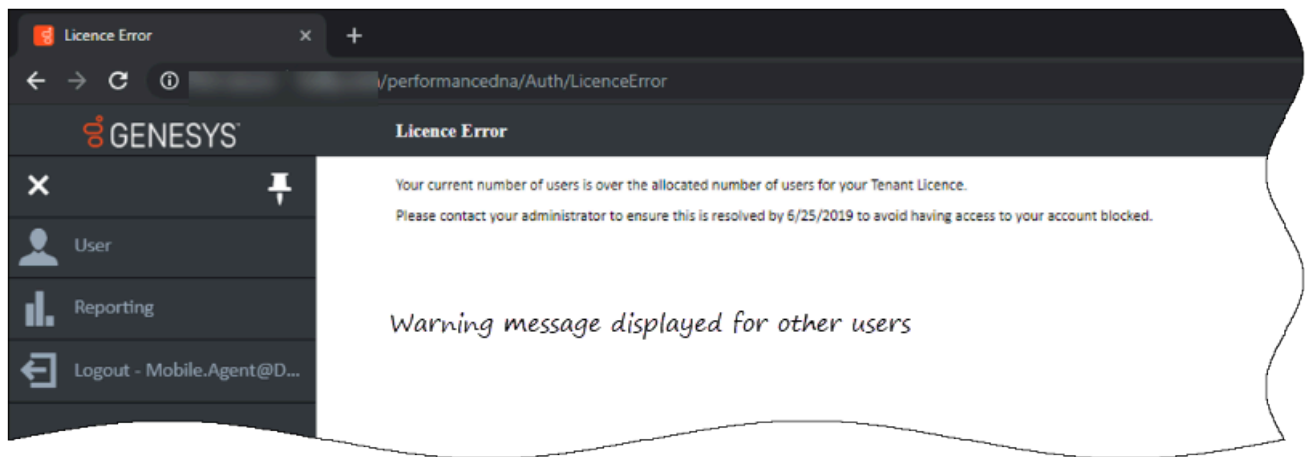 Licence Error
/performancedna/Auth/LicenceError
GENESYS™
Licence Error
Your current number of users is over the allocated number of users for your Tenant Licence.
Please contact your administrator to ensure this is resolved by 6/25/2019 to avoid having access to your account blocked.
User
Reporting
Warning message displayed for other users
Logout - Mobile.Agent@D...